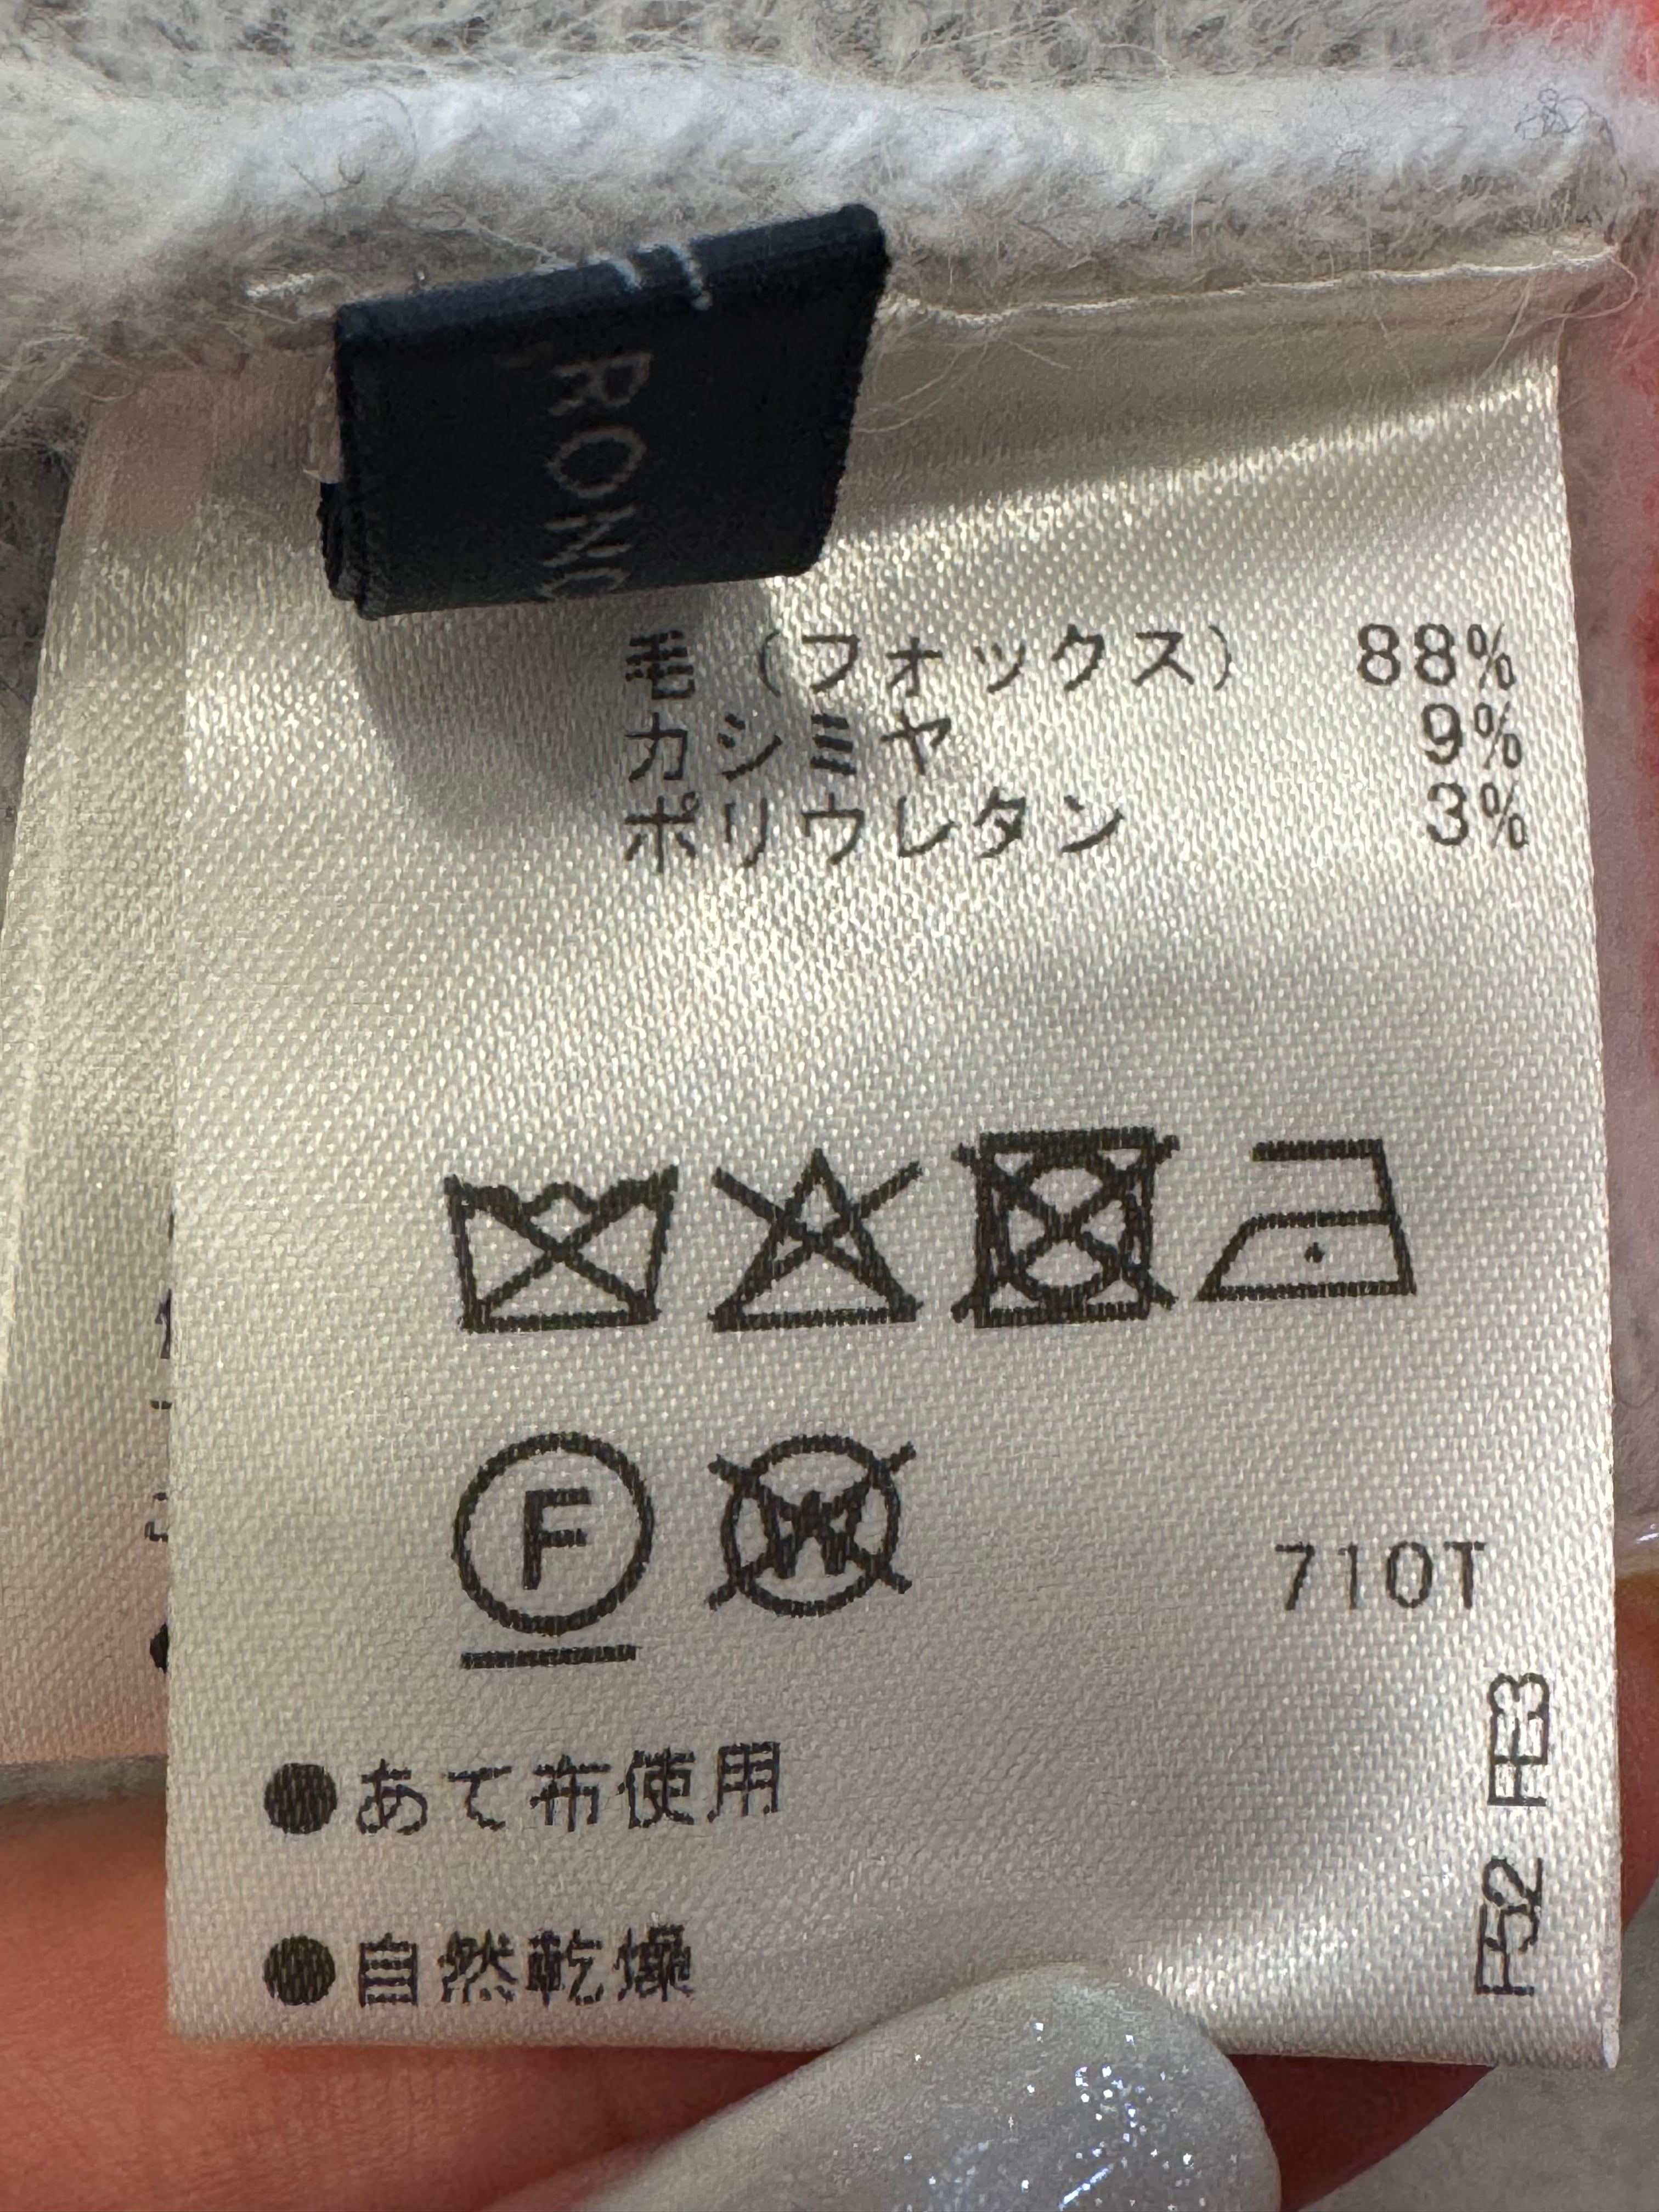 RONC
毛（フォックス） 88%
カシミヤ 9%
ポリウレタン 3%
F
W
710T
F52 FE3
●あて布使用
●自然乾燥